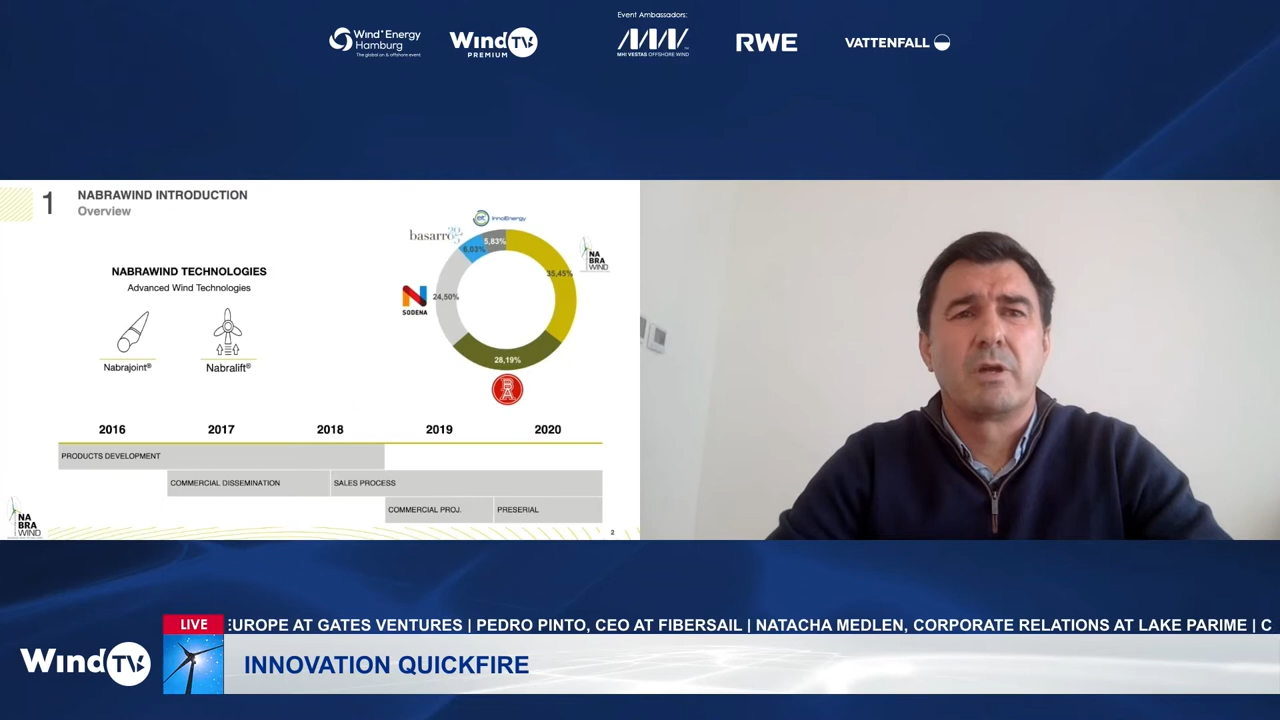 Event Ambassadors:
Wind Energy
Hamburg
The global on & offshore event
WindTV
PREMIUM
MHI VESTAS OFFSHORE WIND
RWE
VATTENFALL
1
NABRAWIND INTRODUCTION
Overview
NABRAWIND TECHNOLOGIES
Advanced Wind Technologies
Nabrajoint®
Nabralift®
InnoEnergy
basarro
5,83%
6,03%
NA
BRA
WIND
35,45%
24,50%
SODENA
28,19%
BA
2016
2017
2018
2019
2020
PRODUCTS DEVELOPMENT
COMMERCIAL DISSEMINATION
SALES PROCESS
COMMERCIAL PROJ.
PRESERIAL
NA
BRA
WIND
2
LIVE
EUROPE AT GATES VENTURES | PEDRO PINTO, CEO AT FIBERSAIL | NATACHA MEDLEN, CORPORATE RELATIONS AT LAKE PARIME | C
WindTV
INNOVATION QUICKFIRE